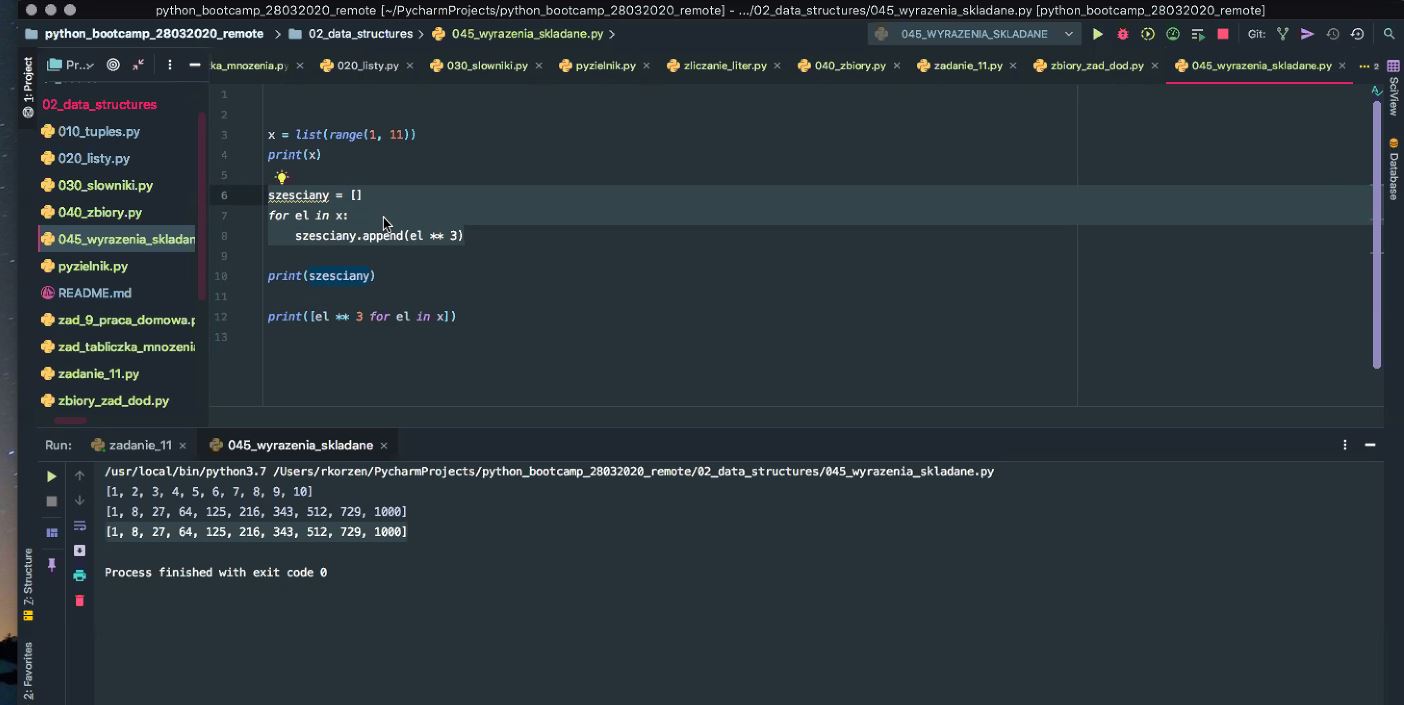 python_bootcamp_28032020_remote [~/PycharmProjects/python_bootcamp_28032020_remote] - .../02_data_structures/045_wyrazenia_skladane.py [python_bootcamp_28032020_remote]
python_bootcamp_28032020_remote 02_data_structures 045_wyrazenia_skladane.py 045_WYRAZENIA_SKLADANE Git:
1: Project
Pr.. ka_mnozenia.py 020_listy.py 030_slowniki.py pyzielnik.py zliczanie_liter.py 040_zbiory.py zadanie_11.py zbiory_zad_dod.py 045_wyrazenia_skladane.py 2
SciView
Database
02_data_structures
010_tuples.py
020_listy.py
030_slowniki.py
040_zbiory.py
045_wyrazenia_skladan
pyzielnik.py
README.md
zad_9_praca_domowa.p
zad_tabliczka_mnozenia
zadanie_11.py
zbiory_zad_dod.py
1
2
3 x = list(range(1, 11))
4 print(x)
5
6 szesciany = []
7 for el in x:
8 szesciany.append(el ** 3)
9
10 print(szesciany)
11
12 print([el ** 3 for el in x])
13
Run: zadanie_11 045_wyrazenia_skladane
/usr/local/bin/python3.7 /Users/rkorzen/PycharmProjects/python_bootcamp_28032020_remote/02_data_structures/045_wyrazenia_skladane.py
[1, 2, 3, 4, 5, 6, 7, 8, 9, 10]
[1, 8, 27, 64, 125, 216, 343, 512, 729, 1000]
[1, 8, 27, 64, 125, 216, 343, 512, 729, 1000]
Process finished with exit code 0
Z: Structure
2: Favorites